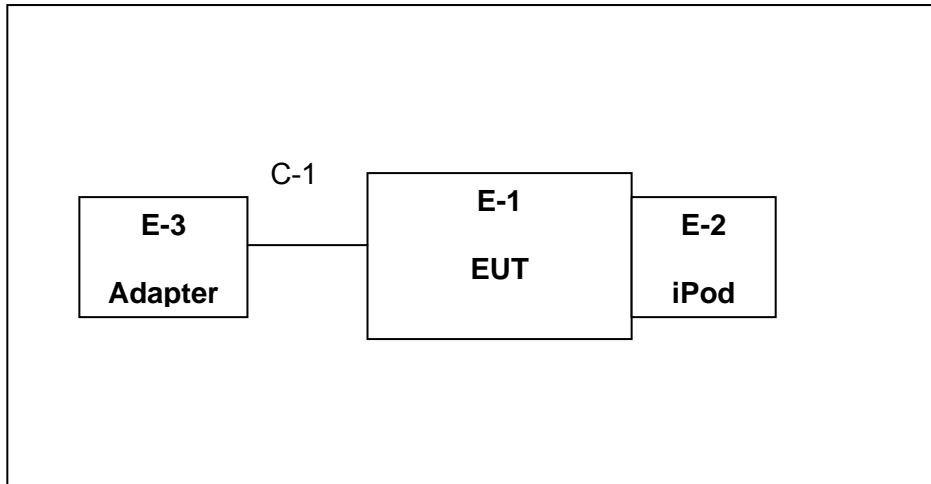 C-1
E-3
Adapter
E-1
EUT
E-2
iPod